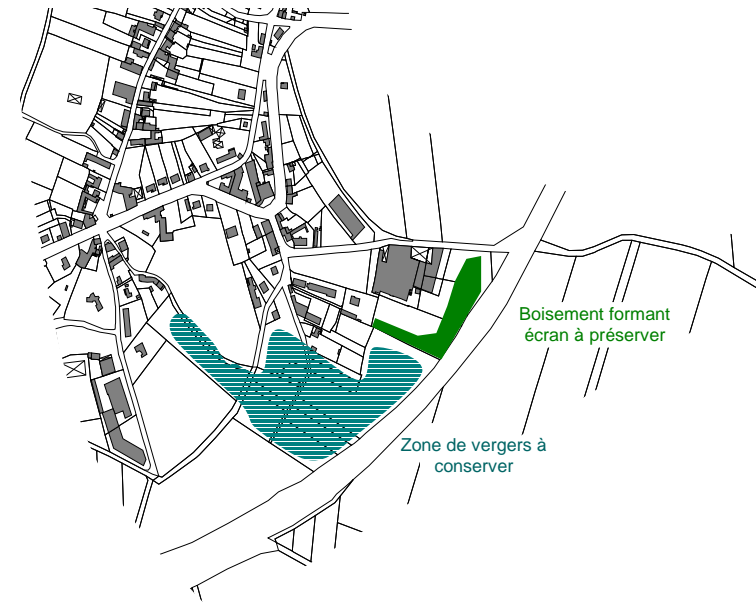 Boisement formant
écran à préserver
Zone de vergers à
conserver